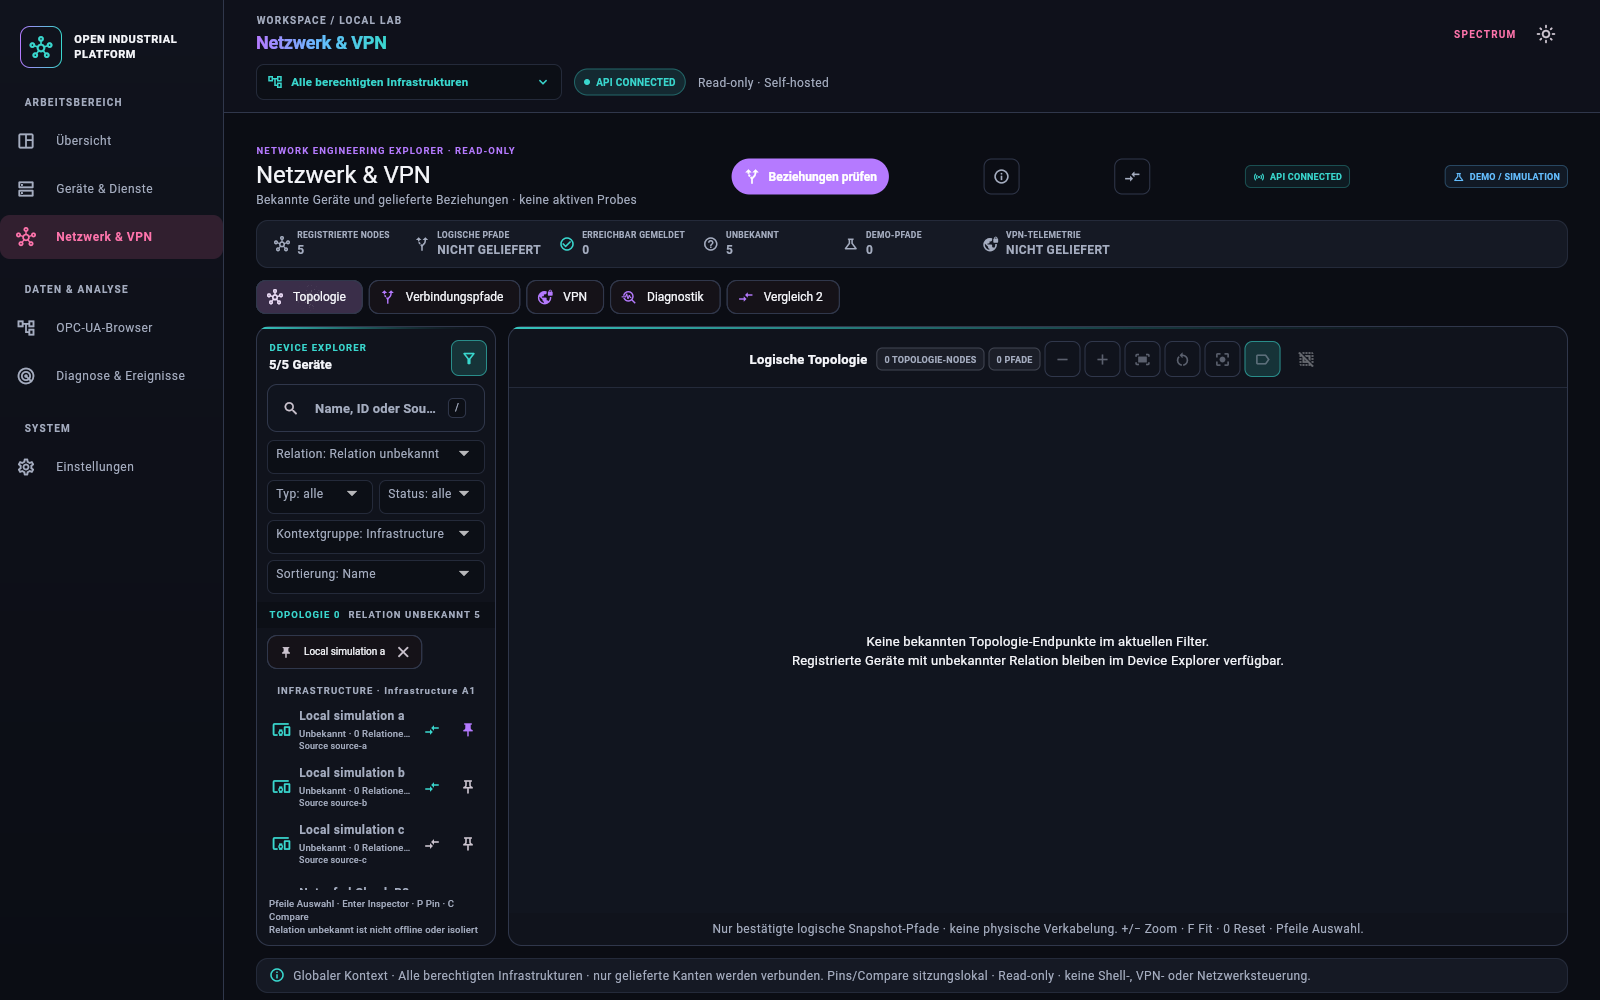 OPEN INDUSTRIAL
PLATFORM
ARBEITSBEREICH
Übersicht
Geräte & Dienste
Netzwerk & VPN
DATEN & ANALYSE
OPC-UA-Browser
Diagnose & Ereignisse
SYSTEM
Einstellungen
WORKSPACE / LOCAL LAB
Netzwerk & VPN
SPECTRUM
Alle berechtigten Infrastrukturen
API CONNECTED
Read-only · Self-hosted
NETWORK ENGINEERING EXPLORER · READ-ONLY
Netzwerk & VPN
Bekannte Geräte und gelieferte Beziehungen · keine aktiven Probes
Beziehungen prüfen
API CONNECTED
DEMO / SIMULATION
REGISTRIERTE NODES
5
LOGISCHE PFADE
NICHT GELIEFERT
ERREICHBAR GEMELDET
0
UNBEKANNT
5
DEMO-PFADE
0
VPN-TELEMETRIE
NICHT GELIEFERT
Topologie
Verbindungspfade
VPN
Diagnostik
Vergleich 2
DEVICE EXPLORER
5/5 Geräte
Name, ID oder Sou… /
Relation: Relation unbekannt
Typ: alle
Status: alle
Kontextgruppe: Infrastructure
Sortierung: Name
TOPOLOGIE 0 RELATION UNBEKANNT 5
Local simulation a
INFRASTRUCTURE · Infrastructure A1
Local simulation a
Unbekannt · 0 Relatione…
Source source-a
Local simulation b
Unbekannt · 0 Relatione…
Source source-b
Local simulation c
Unbekannt · 0 Relatione…
Source source-c
Pfeile Auswahl · Enter Inspector · P Pin · C
Compare
Relation unbekannt ist nicht offline oder isoliert
Logische Topologie
0 TOPOLOGIE-NODES
0 PFADE
Keine bekannten Topologie-Endpunkte im aktuellen Filter.
Registrierte Geräte mit unbekannter Relation bleiben im Device Explorer verfügbar.
Nur bestätigte logische Snapshot-Pfade · keine physische Verkabelung. +/− Zoom · F Fit · 0 Reset · Pfeile Auswahl.
Globaler Kontext · Alle berechtigten Infrastrukturen · nur gelieferte Kanten werden verbunden. Pins/Compare sitzungslokal · Read-only · keine Shell-, VPN- oder Netzwerksteuerung.